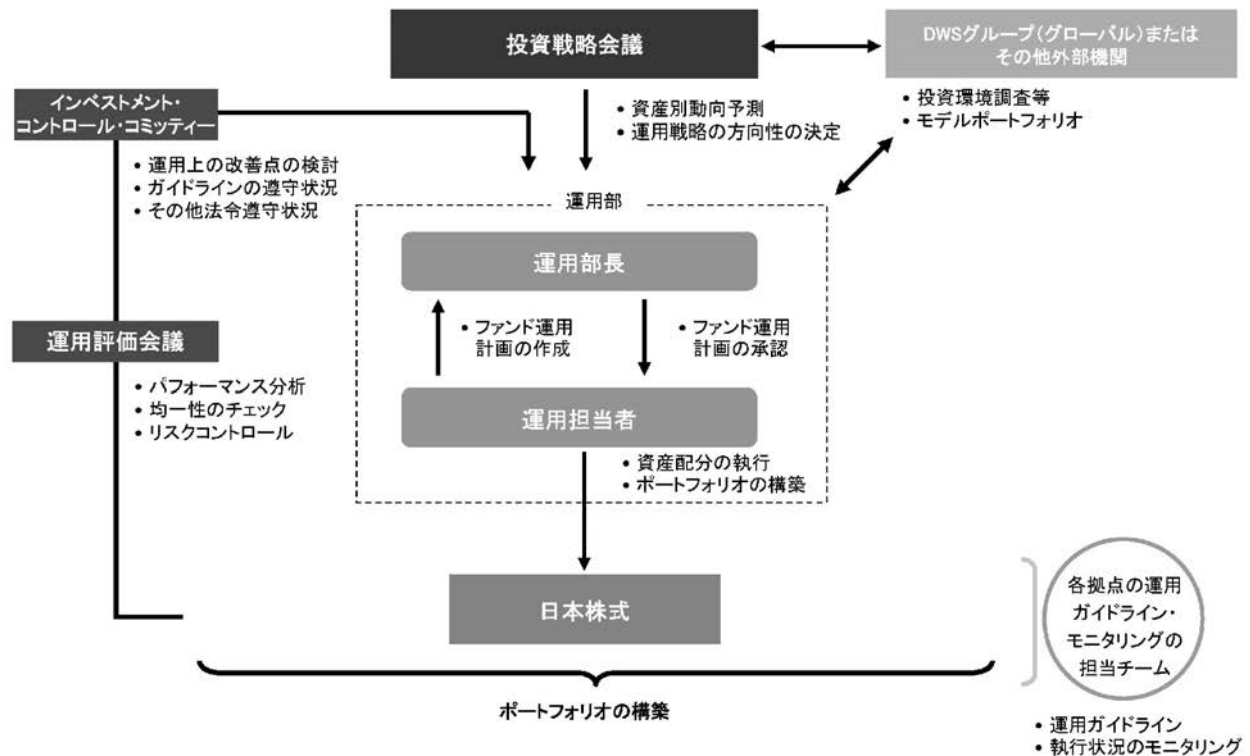 投資戦略会議
DWSグループ(グローバル)または
その他外部機関
• 資産別動向予測
• 運用戦略の方向性の決定
• 投資環境調査等
• モデルポートフォリオ
インベストメント・
コントロール・コミッティー
• 運用上の改善点の検討
• ガイドラインの遵守状況
• その他法令遵守状況
運用部
運用部長
• ファンド運用
計画の作成
• ファンド運用
計画の承認
運用評価会議
• パフォーマンス分析
• 均一性のチェック
• リスクコントロール
運用担当者
• 資産配分の執行
• ポートフォリオの構築
日本株式
各拠点の運用
ガイドライン・
モニタリングの
担当チーム
ポートフォリオの構築
• 運用ガイドライン
• 執行状況のモニタリング